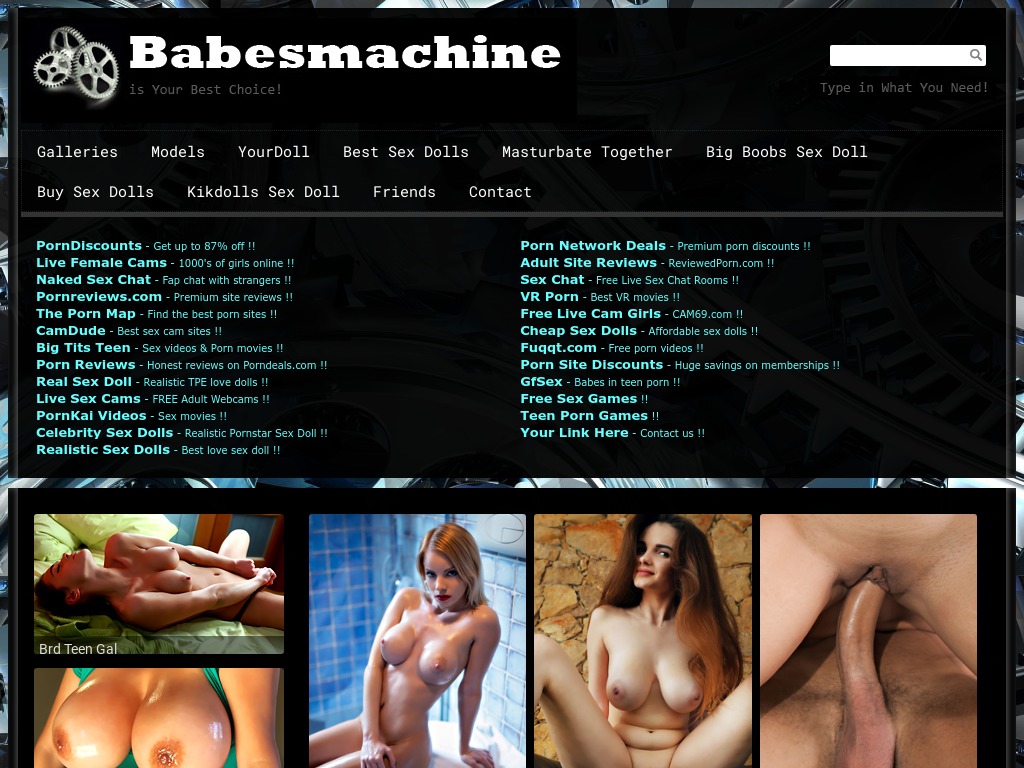 Babesmachine
is Your Best Choice!
Type in What You Need!
Galleries Models YourDoll Best Sex Dolls Masturbate Together Big Boobs Sex Doll
Buy Sex Dolls Kikdolls Sex Doll Friends Contact
PornDiscounts - Get up to 87% off !!
Live Female Cams - 1000's of girls online !!
Naked Sex Chat - Fap chat with strangers !!
Pornreviews.com - Premium site reviews !!
The Porn Map - Find the best porn sites !!
CamDude - Best sex cam sites !!
Big Tits Teen - Sex videos & Porn movies !!
Porn Reviews - Honest reviews on Porndeals.com !!
Real Sex Doll - Realistic TPE love dolls !!
Live Sex Cams - FREE Adult Webcams !!
PornKai Videos - Sex movies !!
Celebrity Sex Dolls - Realistic Pornstar Sex Doll !!
Realistic Sex Dolls - Best love sex doll !!
Porn Network Deals - Premium porn discounts !!
Adult Site Reviews - ReviewedPorn.com !!
Sex Chat - Free Live Sex Chat Rooms !!
VR Porn - Best VR movies !!
Free Live Cam Girls - CAM69.com !!
Cheap Sex Dolls - Affordable sex dolls !!
Fuqqt.com - Free porn videos !!
Porn Site Discounts - Huge savings on memberships !!
GfSex - Babes in teen porn !!
Free Sex Games !!
Teen Porn Games !!
Your Link Here - Contact us !!
Brd Teen Gal